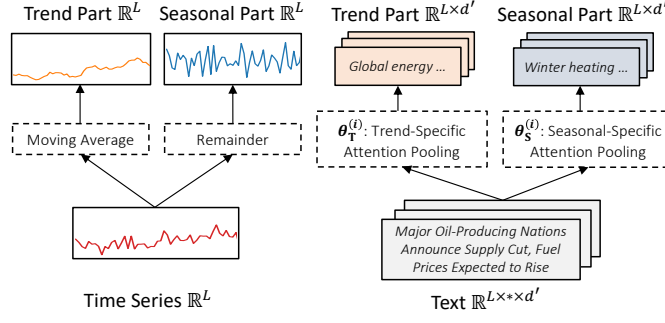 Trend Part ℝ^L
Seasonal Part ℝ^L
Moving Average
Remainder
Time Series ℝ^L
Trend Part ℝ^{L×d′}
Seasonal Part ℝ^{L×d′}
Global energy ...
Winter heating ...
θ_T^{(i)}: Trend-Specific
Attention Pooling
θ_S^{(i)}: Seasonal-Specific
Attention Pooling
Major Oil-Producing Nations
Announce Supply Cut, Fuel
Prices Expected to Rise
Text ℝ^{L×∗×d′}